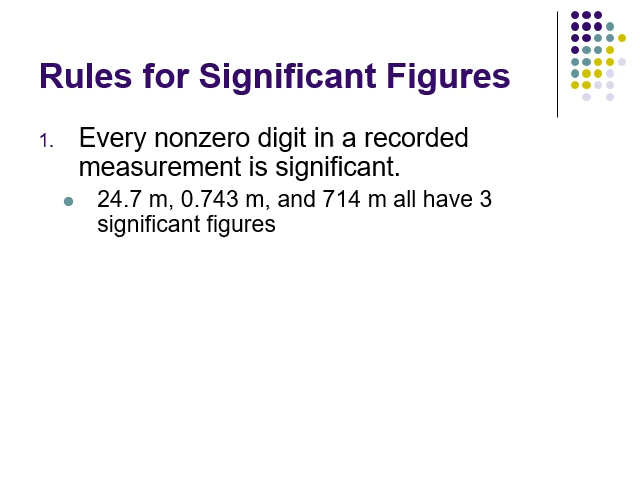 Rules for Significant Figures
1. Every nonzero digit in a recorded
measurement is significant.
● 24.7 m, 0.743 m, and 714 m all have 3
significant figures